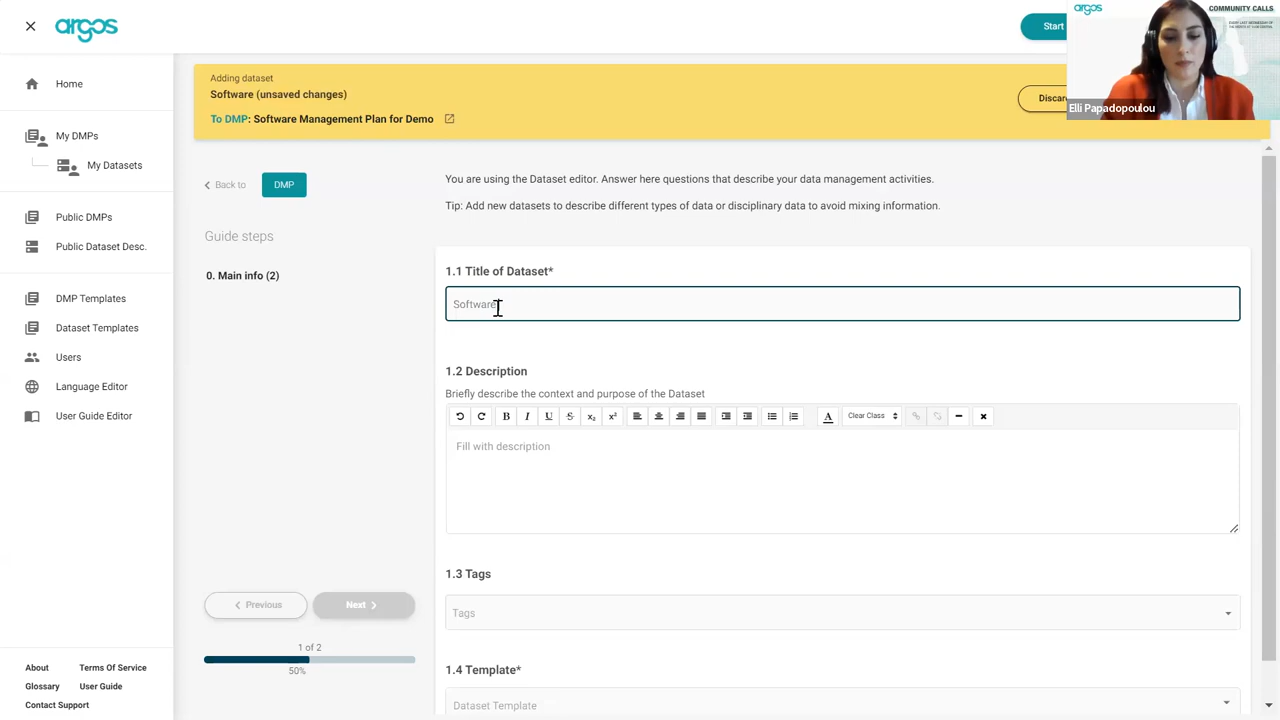 argos
Start
argos
COMMUNITY CALLS
Elli Papadopoulou
Home
My DMPs
My Datasets
Public DMPs
Public Dataset Desc.
DMP Templates
Dataset Templates
Users
Language Editor
User Guide Editor
About
Terms Of Service
Glossary
User Guide
Contact Support
Adding dataset
Software (unsaved changes)
To DMP: Software Management Plan for Demo
Discar
Back to
DMP
Guide steps
0. Main info (2)
Previous
Next
1 of 2
50%
You are using the Dataset editor. Answer here questions that describe your data management activities.
Tip: Add new datasets to describe different types of data or disciplinary data to avoid mixing information.
1.1 Title of Dataset*
Software
1.2 Description
Briefly describe the context and purpose of the Dataset
B I U S x₂ x² A Clear Class
Fill with description
1.3 Tags
Tags
1.4 Template*
Dataset Template